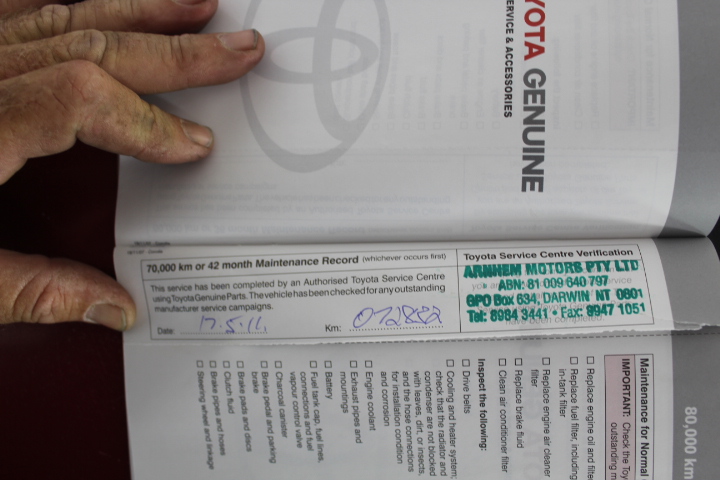 YOTA GENUINE
ERVICE & ACCESSORIES
70,000 km or 42 month Maintenance Record (whichever occurs first)
This service has been completed by an Authorised Toyota Service Centre
using Toyota Genuine Parts. The vehicle has been checked for any outstanding
manufacturer service campaigns.
Date: 17.5.11. Km: 072882
Toyota Service Centre Verification
ARNHEM MOTORS PTY LTD
ABN: 81 009 640 797
GPO Box 634, DARWIN NT 0801
Tel: 8984 3441 • Fax: 8947 1051
80,000 km
Maintenance for Normal
IMPORTANT: Check the Toy
outstanding m
Replace engine oil and filte
Replace fuel filter, including
in-tank filter
Replace engine air cleaner
filter
Replace brake fluid
Clean air conditioner filter
Inspect the following:
Drive belts
Cooling and heater system;
check that the radiator and
condenser are not blocked
with leaves, dirt, or insects,
and the hose connections
for installation condition
and corrosion
Engine coolant
Exhaust pipes and
mountings
Battery
Fuel tank cap, fuel lines,
connections and fuel
vapour control valve
Charcoal canister
Brake pedal and parking
brake
Brake pads and discs
Clutch fluid
Brake pipes and hoses
Steering wheel and linkage